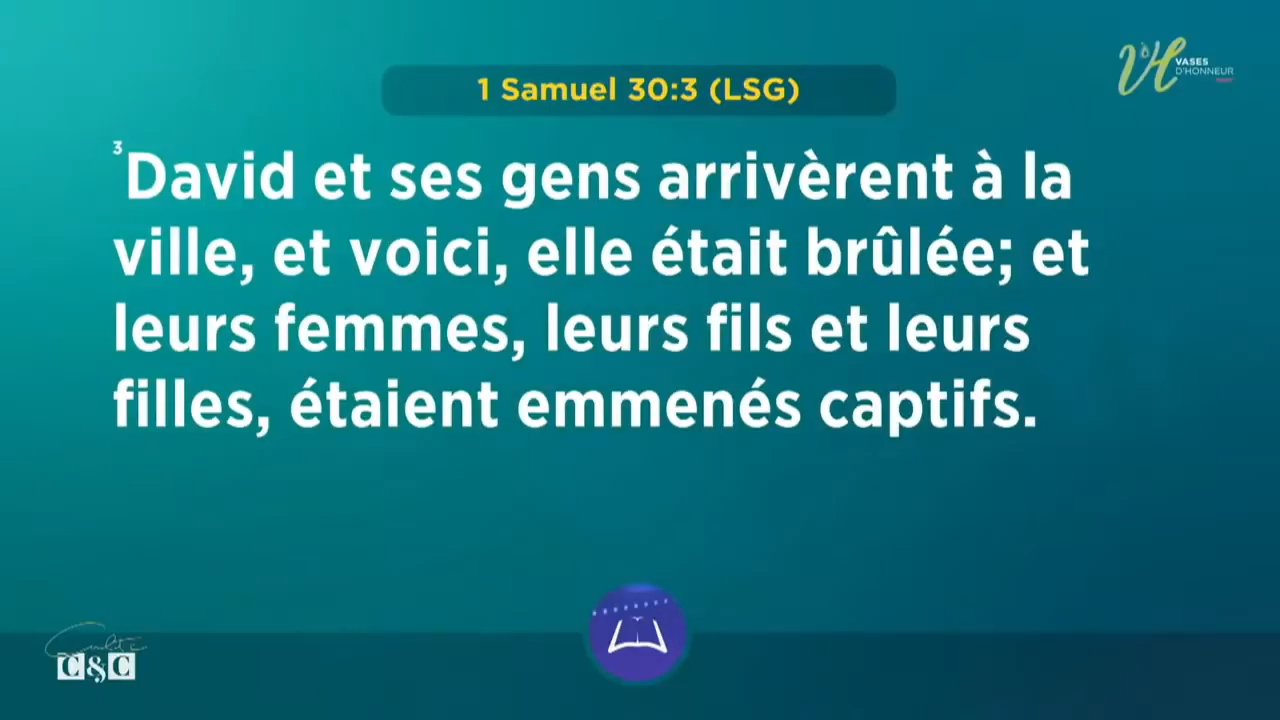 1 Samuel 30:3 (LSG)
VASES
D'HONNEUR
3 David et ses gens arrivèrent à la
ville, et voici, elle était brûlée; et
leurs femmes, leurs fils et leurs
filles, étaient emmenés captifs.
C&C